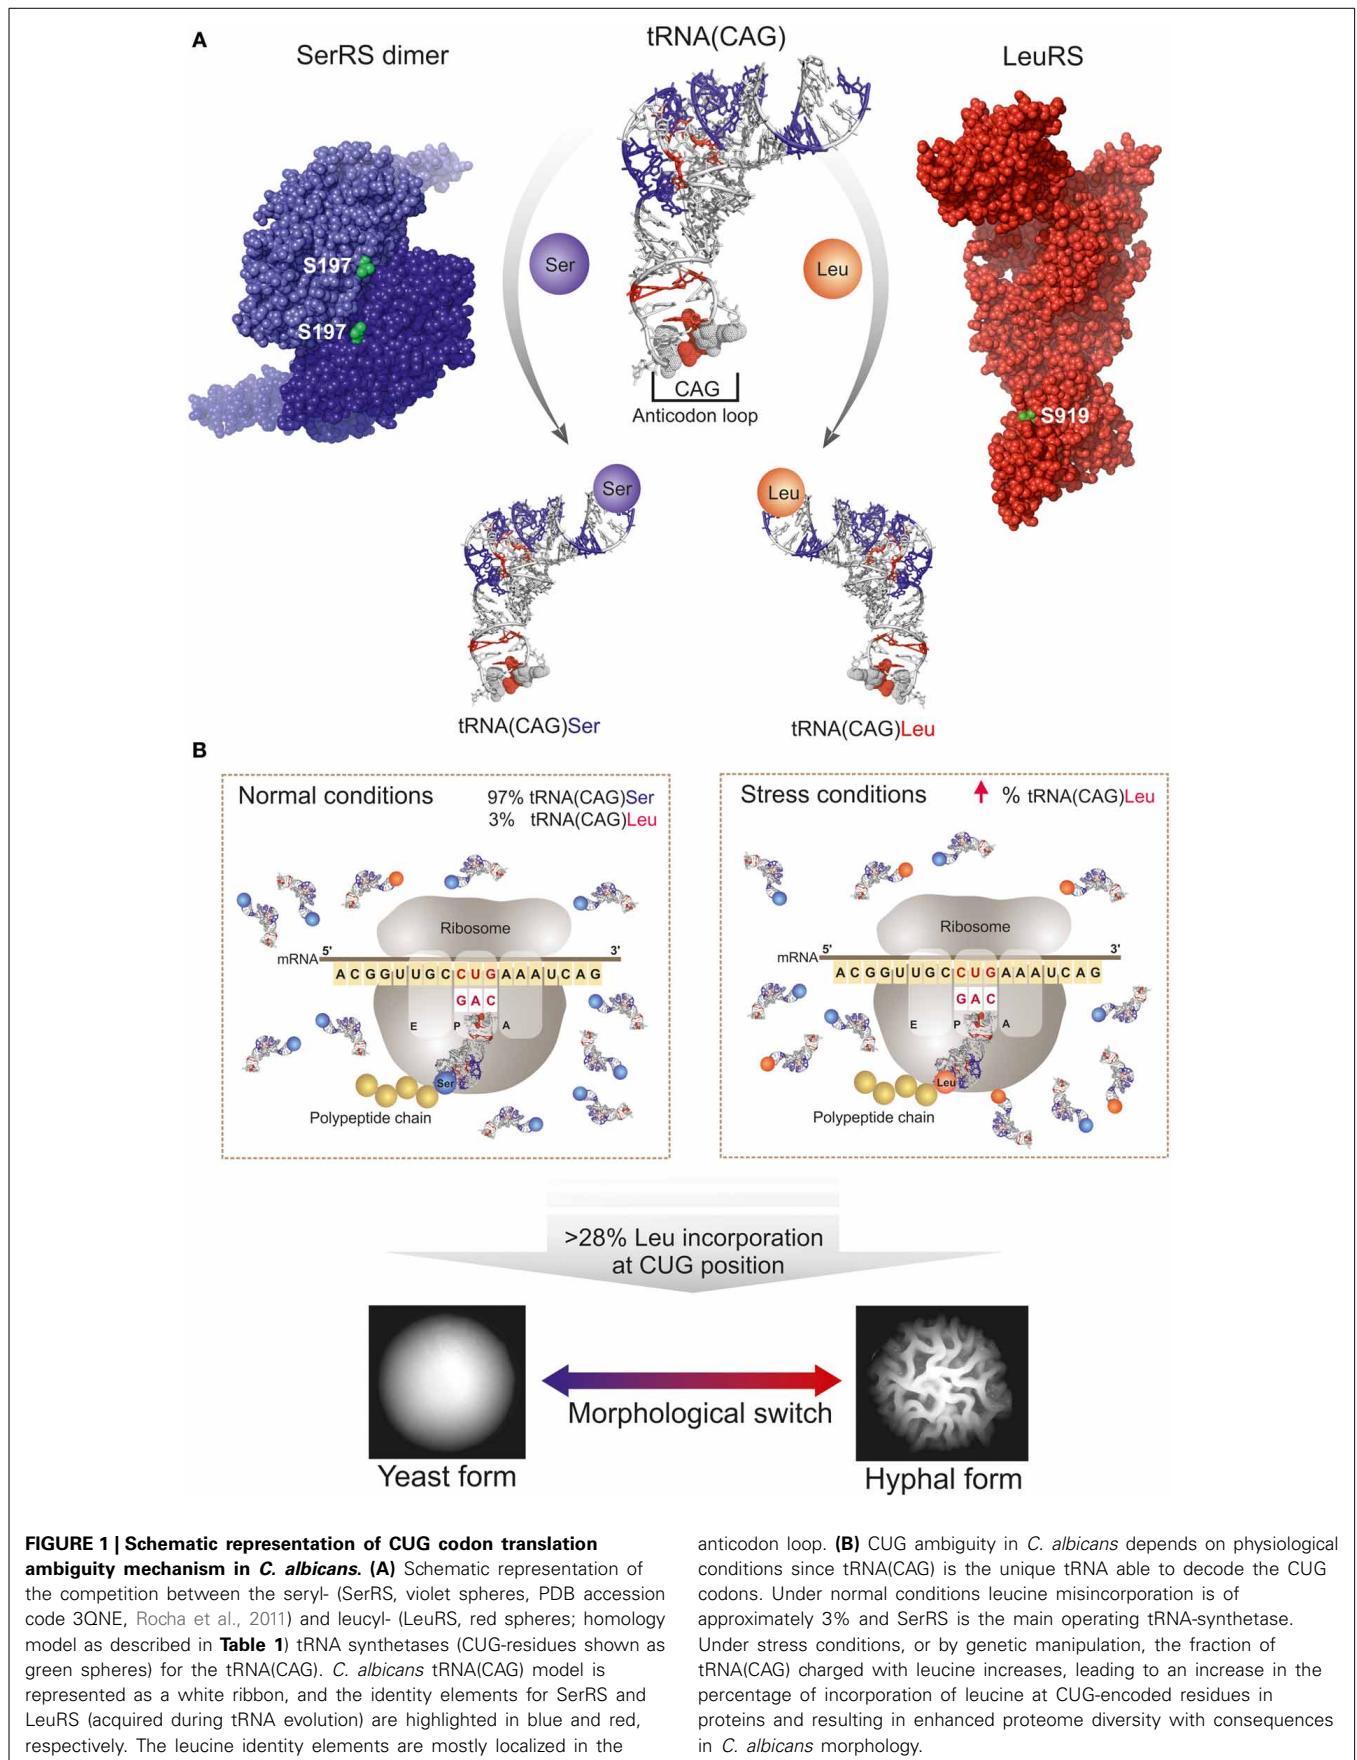 A
SerRS dimer
tRNA(CAG)
LeuRS
S197
S197
Ser
Leu
CAG
Anticodon loop
S919
Ser
Leu
tRNA(CAG)Ser
tRNA(CAG)Leu
B
Normal conditions
97% tRNA(CAG)Ser
3% tRNA(CAG)Leu
Ribosome
5'
3'
mRNA
A C G G U U G C C U G A A A U C A G
G A C
E P A
Ser
Polypeptide chain
Stress conditions
% tRNA(CAG)Leu
Ribosome
5'
3'
mRNA
A C G G U U G C C U G A A A U C A G
G A C
E P A
Leu
Polypeptide chain
>28% Leu incorporation
at CUG position
Morphological switch
Yeast form
Hyphal form
FIGURE 1 | Schematic representation of CUG codon translation
ambiguity mechanism in C. albicans. (A) Schematic representation of
the competition between the seryl- (SerRS, violet spheres, PDB accession
code 3QNE, Rocha et al., 2011) and leucyl- (LeuRS, red spheres; homology
model as described in Table 1) tRNA synthetases (CUG-residues shown as
green spheres) for the tRNA(CAG). C. albicans tRNA(CAG) model is
represented as a white ribbon, and the identity elements for SerRS and
LeuRS (acquired during tRNA evolution) are highlighted in blue and red,
respectively. The leucine identity elements are mostly localized in the
anticodon loop. (B) CUG ambiguity in C. albicans depends on physiological
conditions since tRNA(CAG) is the unique tRNA able to decode the CUG
codons. Under normal conditions leucine misincorporation is of
approximately 3% and SerRS is the main operating tRNA-synthetase.
Under stress conditions, or by genetic manipulation, the fraction of
tRNA(CAG) charged with leucine increases, leading to an increase in the
percentage of incorporation of leucine at CUG-encoded residues in
proteins and resulting in enhanced proteome diversity with consequences
in C. albicans morphology.